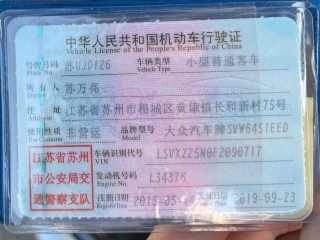 中华人民共和国机动车行驶证
Vehicle License of the People's Republic of China
号牌号码 苏UJ0126 车辆类型 小型普通客车
Plate No. Vehicle Type
所有人 苏万亮
Owner
住址 江苏省苏州市相城区黄康镇长和新村75号
Address
使用性质 非营运 品牌型号 大众汽车牌SVW6451EED
Use Character Model
江苏省苏州市公安局交通警察支队
车辆识别代号 LSVXZ25N0F2090717
VIN
发动机号码 L34376
Engine No.
注册日期 发证日期 2019-09-23
Register Date Issue Date